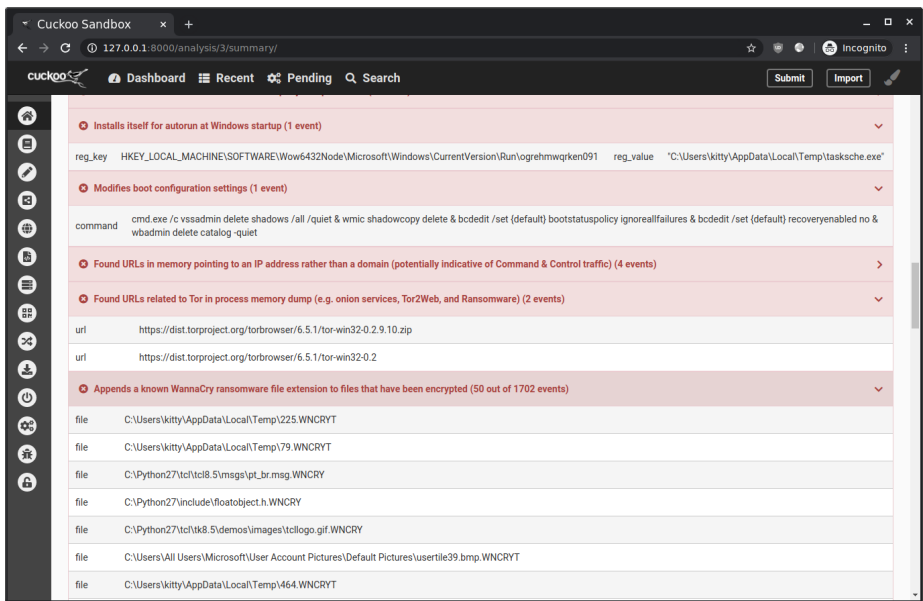 Cuckoo Sandbox
127.0.0.1:8000/analysis/3/summary/
Incognito
cuckoo Dashboard Recent Pending Search Submit Import
Installs itself for autorun at Windows startup (1 event)
reg_key HKEY_LOCAL_MACHINE\SOFTWARE\Wow6432Node\Microsoft\Windows\CurrentVersion\Run\ogrehmwqrken091 reg_value "C:\Users\kitty\AppData\Local\Temp\tasksche.exe"
Modifies boot configuration settings (1 event)
command cmd.exe /c vssadmin delete shadows /all /quiet & wmic shadowcopy delete & bcdedit /set {default} bootstatuspolicy ignoreallfailures & bcdedit /set {default} recoveryenabled no &
wbadmin delete catalog -quiet
Found URLs in memory pointing to an IP address rather than a domain (potentially indicative of Command & Control traffic) (4 events)
Found URLs related to Tor in process memory dump (e.g. onion services, Tor2Web, and Ransomware) (2 events)
url https://dist.torproject.org/torbrowser/6.5.1/tor-win32-0.2.9.10.zip
url https://dist.torproject.org/torbrowser/6.5.1/tor-win32-0.2
Appends a known WannaCry ransomware file extension to files that have been encrypted (50 out of 1702 events)
file C:\Users\kitty\AppData\Local\Temp\225.WNCRYT
file C:\Users\kitty\AppData\Local\Temp\79.WNCRYT
file C:\Python27\tcl\tcl8.5\msgs\pt_br.msg.WNCRY
file C:\Python27\include\floatobject.h.WNCRY
file C:\Python27\tcl\tk8.5\demos\images\tcllogo.gif.WNCRY
file C:\Users\All Users\Microsoft\User Account Pictures\Default Pictures\usertile39.bmp.WNCRYT
file C:\Users\kitty\AppData\Local\Temp\464.WNCRYT